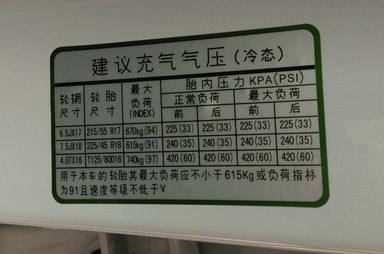 建议充气气压(冷态)
轮辋尺寸 轮胎尺寸 最大负荷(INDEX) 胎内压力 KPA(PSI)
正常负荷 最大负荷
前 后 前 后
6.5JX17 215/55 R17 670kg(94) 225(33) 225(33) 225(33) 225(33)
7.5JX18 225/45 R18 615kg(91) 240(35) 240(35) 240(35) 240(35)
4.0TX16 T125/80D16 740kg(97) 420(60) 420(60) 420(60) 420(60)
用于本车的轮胎其最大负荷应不小于615Kg或负荷指标
为91且速度等级不低于V